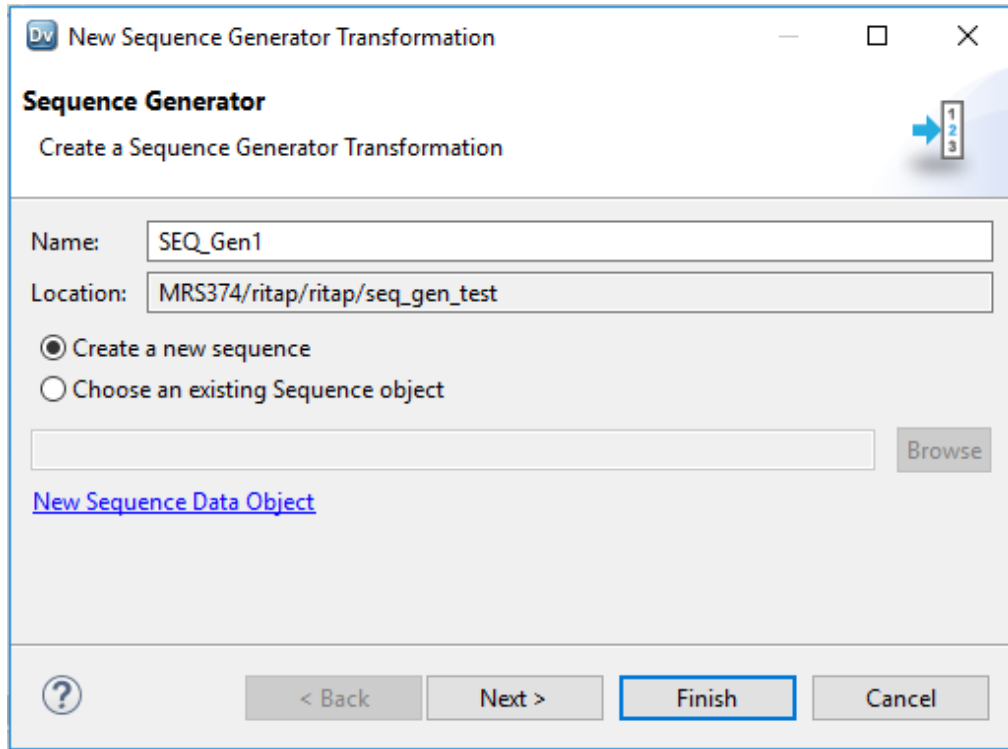 Dv New Sequence Generator Transformation
Sequence Generator
Create a Sequence Generator Transformation
1
2
3
Name: SEQ_Gen1
Location: MRS374/ritap/ritap/seq_gen_test
Create a new sequence
Choose an existing Sequence object
Browse
New Sequence Data Object
? < Back Next > Finish Cancel